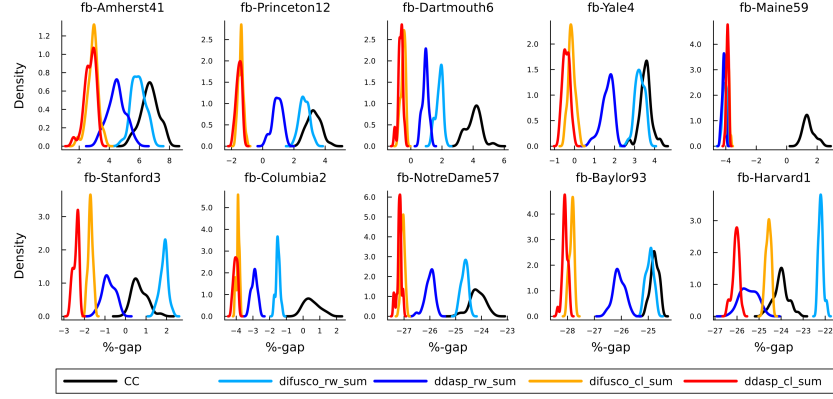 fb-Amherst41 fb-Princeton12 fb-Dartmouth6 fb-Yale4 fb-Maine59
Density
1.2 1.0 0.8 0.6 0.4 0.2 0.0
2 4 6 8
2.5 2.0 1.5 1.0 0.5 0.0
−2 0 2 4
2.5 2.0 1.5 1.0 0.5 0.0
0 2 4 6
2.0 1.5 1.0 0.5 0.0
−1 0 1 2 3 4
4.0 3.0 2.0 1.0 0.0
−4 −2 0 2
fb-Stanford3 fb-Columbia2 fb-NotreDame57 fb-Baylor93 fb-Harvard1
Density
3.0 2.0 1.0 0.0
−3 −2 −1 0 1 2
5.0 4.0 3.0 2.0 1.0 0.0
−4 −3 −2 −1 0 1 2
6.0 5.0 4.0 3.0 2.0 1.0 0.0
−27 −26 −25 −24 −23
4.0 3.0 2.0 1.0 0.0
−28 −27 −26 −25
3.0 2.0 1.0 0.0
−27 −26 −25 −24 −23 −22
%-gap %-gap %-gap %-gap %-gap
CC difusco_rw_sum ddasp_rw_sum difusco_cl_sum ddasp_cl_sum